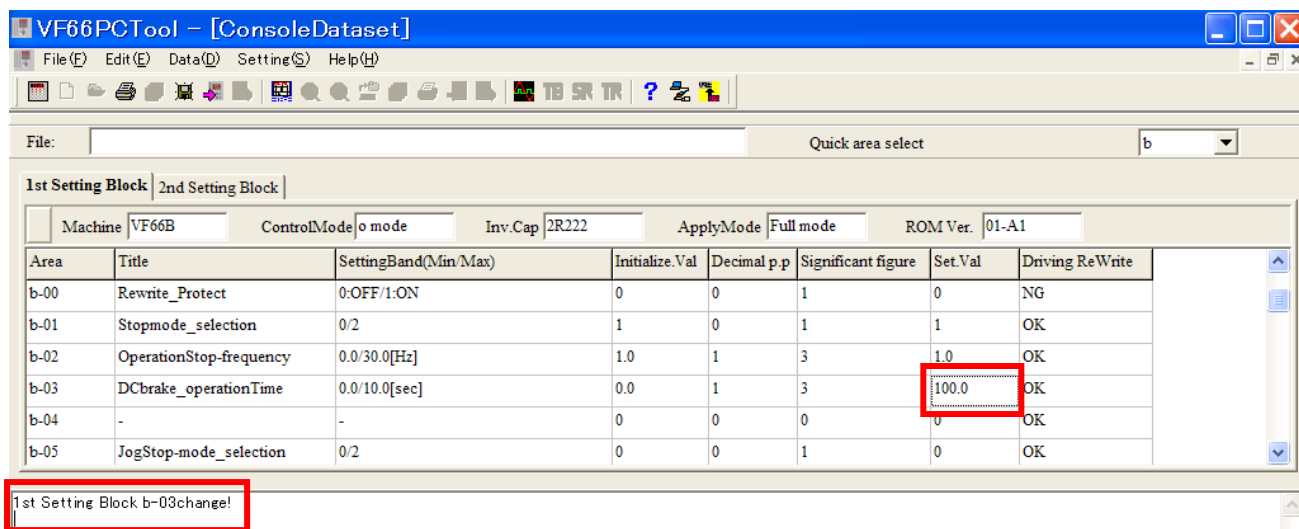 VF66PCTool - [ConsoleDataset]
File(F) Edit(E) Data(D) Setting(S) Help(H)
TB SR TR ?
File: Quick area select b
1st Setting Block 2nd Setting Block
Machine VF66B ControlMode o mode Inv.Cap 2R222 ApplyMode Full mode ROM Ver. 01-A1
Area Title SettingBand(Min/Max) Initialize.Val Decimal p.p Significant figure Set.Val Driving ReWrite
b-00 Rewrite_Protect 0:OFF/1:ON 0 0 1 0 NG
b-01 Stopmode_selection 0/2 1 0 1 1 OK
b-02 OperationStop-frequency 0.0/30.0[Hz] 1.0 1 3 1.0 OK
b-03 DCbrake_operationTime 0.0/10.0[sec] 0.0 1 3 100.0 OK
b-04 - - 0 0 0 0 OK
b-05 JogStop-mode_selection 0/2 0 0 1 0 OK
1st Setting Block b-03change!